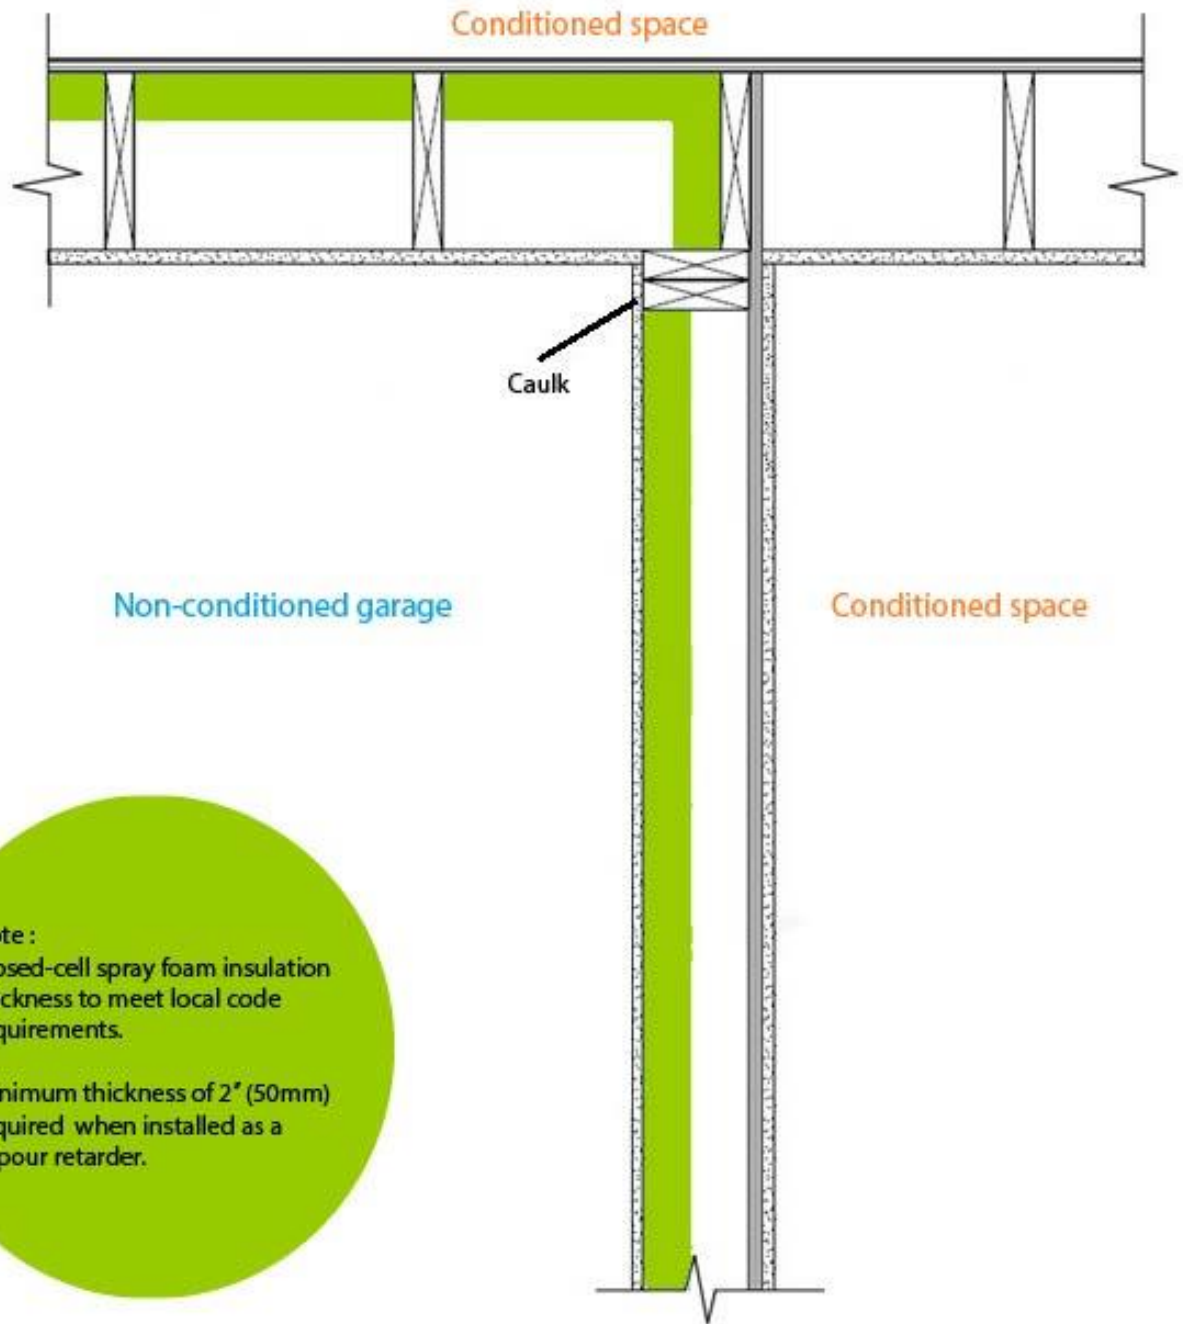 Conditioned space
Caulk
Non-conditioned garage
Conditioned space
ote :
osed-cell spray foam insulation
ckness to meet local code
quirements.
nimum thickness of 2" (50mm)
quired when installed as a
pour retarder.